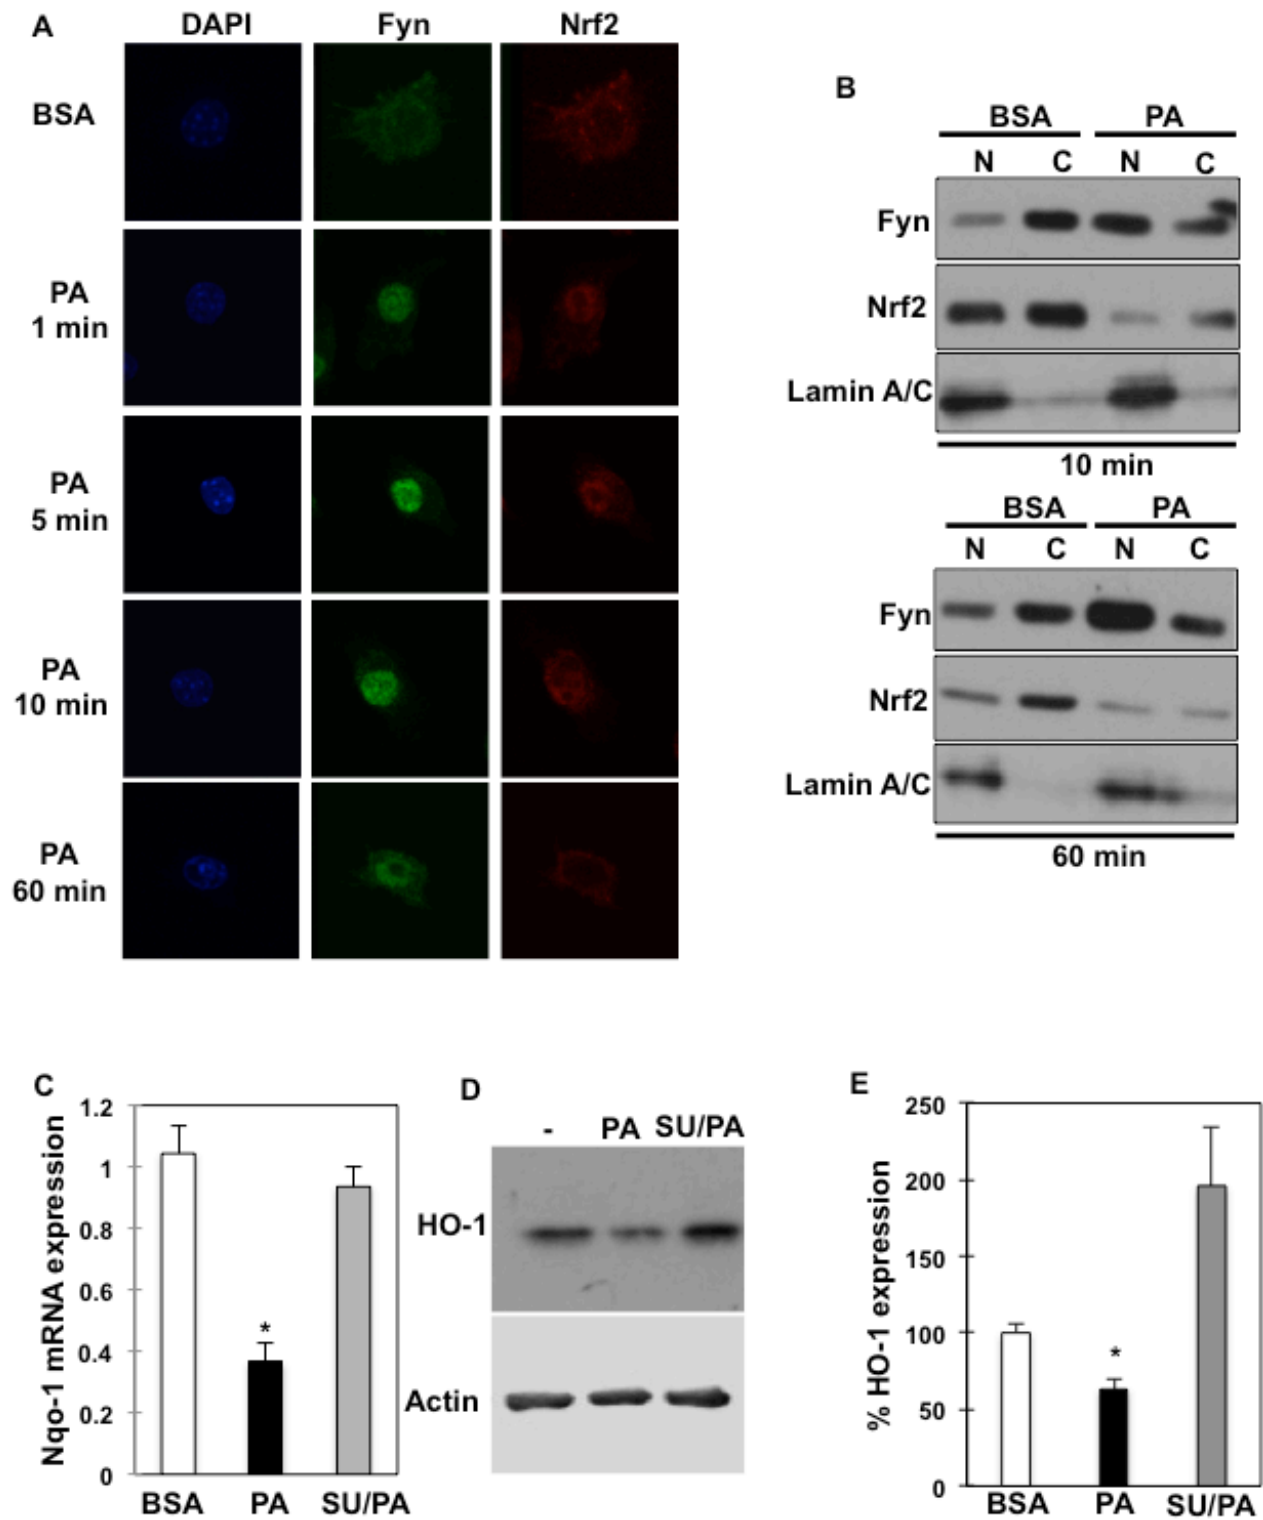 A
DAPI Fyn Nrf2
BSA
PA
1 min
PA
5 min
PA
10 min
PA
60 min
B
BSA PA
N C N C
Fyn
Nrf2
Lamin A/C
10 min
BSA PA
N C N C
Fyn
Nrf2
Lamin A/C
60 min
C
Nqo-1 mRNA expression
1.2
1
0.8
0.6
0.4
0.2
0
*
BSA PA SU/PA
D
- PA SU/PA
HO-1
Actin
E
% HO-1 expression
250
200
150
100
50
0
*
BSA PA SU/PA